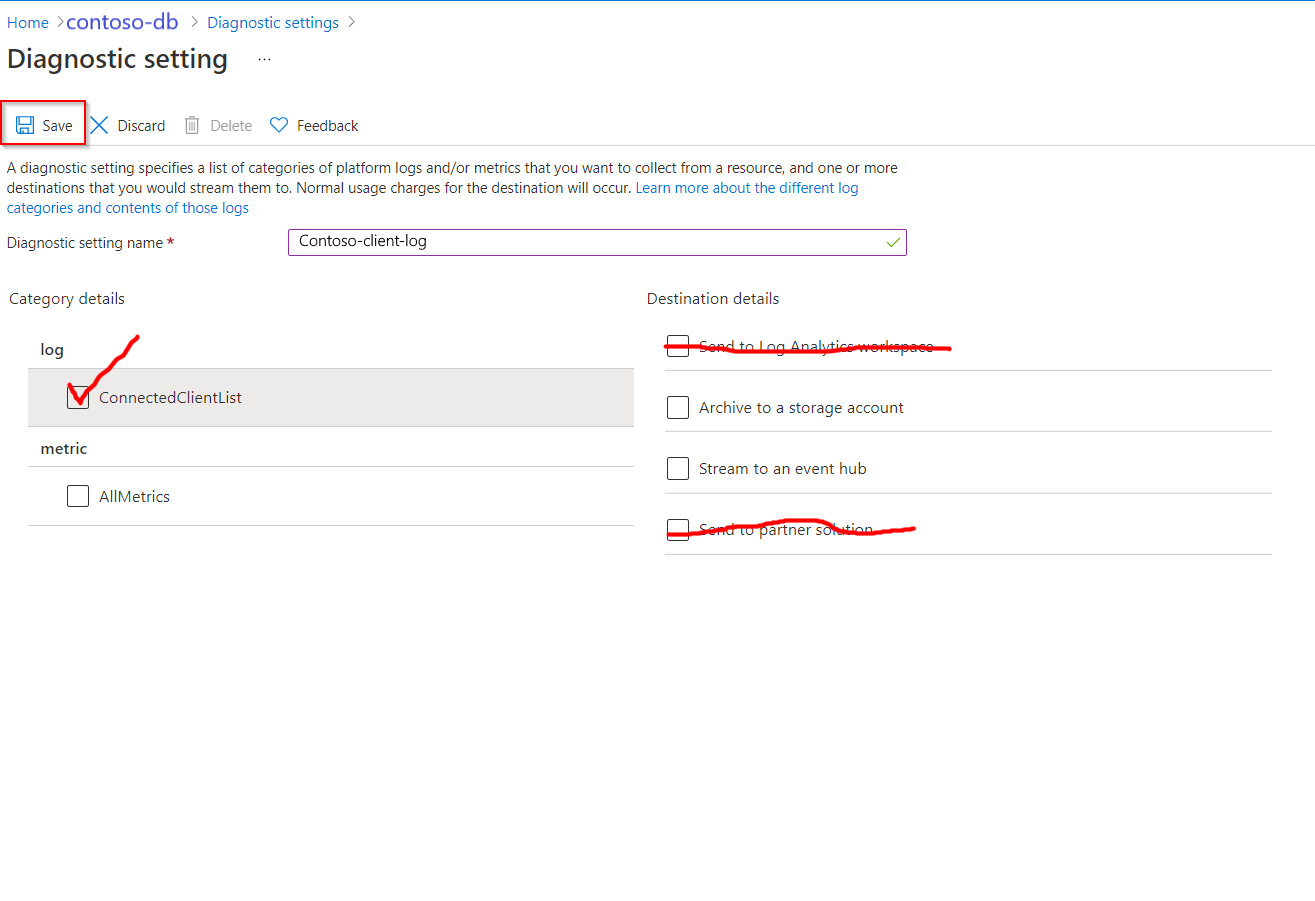 Home > contoso-db > Diagnostic settings >
Diagnostic setting ...
Save Discard Delete Feedback
A diagnostic setting specifies a list of categories of platform logs and/or metrics that you want to collect from a resource, and one or more
destinations that you would stream them to. Normal usage charges for the destination will occur. Learn more about the different log
categories and contents of those logs
Diagnostic setting name * Contoso-client-log
Category details
log
ConnectedClientList
metric
AllMetrics
Destination details
Send to Log Analytics workspace
Archive to a storage account
Stream to an event hub
Send to partner solution